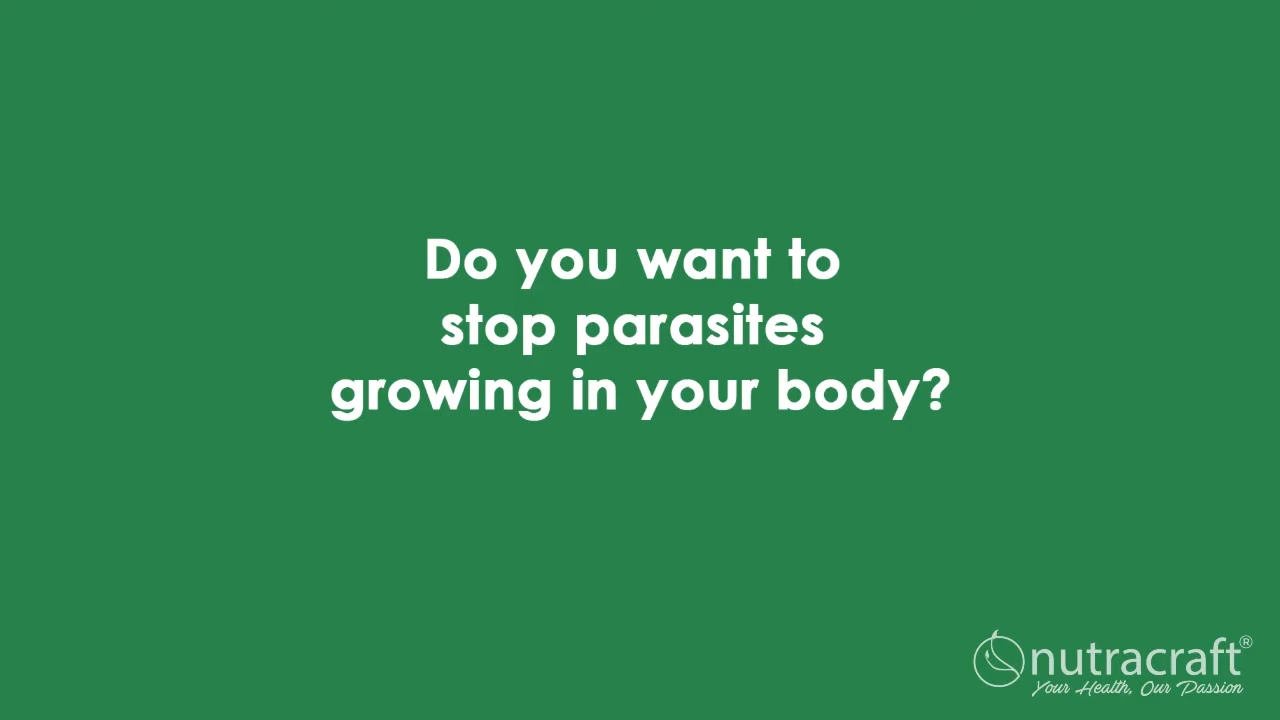 Do you want to
stop parasites
growing in your body?
nutracraft®
Your Health, Our Passion